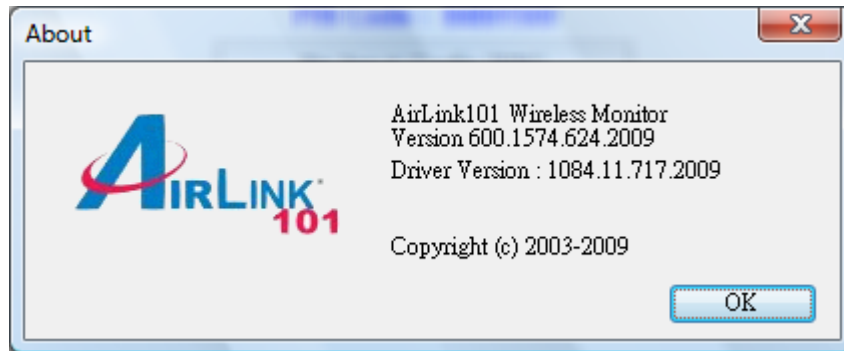 About
AirLink101 Wireless Monitor
Version 600.1574.624.2009
Driver Version : 1084.11.717.2009
AIRLINK
101
Copyright (c) 2003-2009
OK